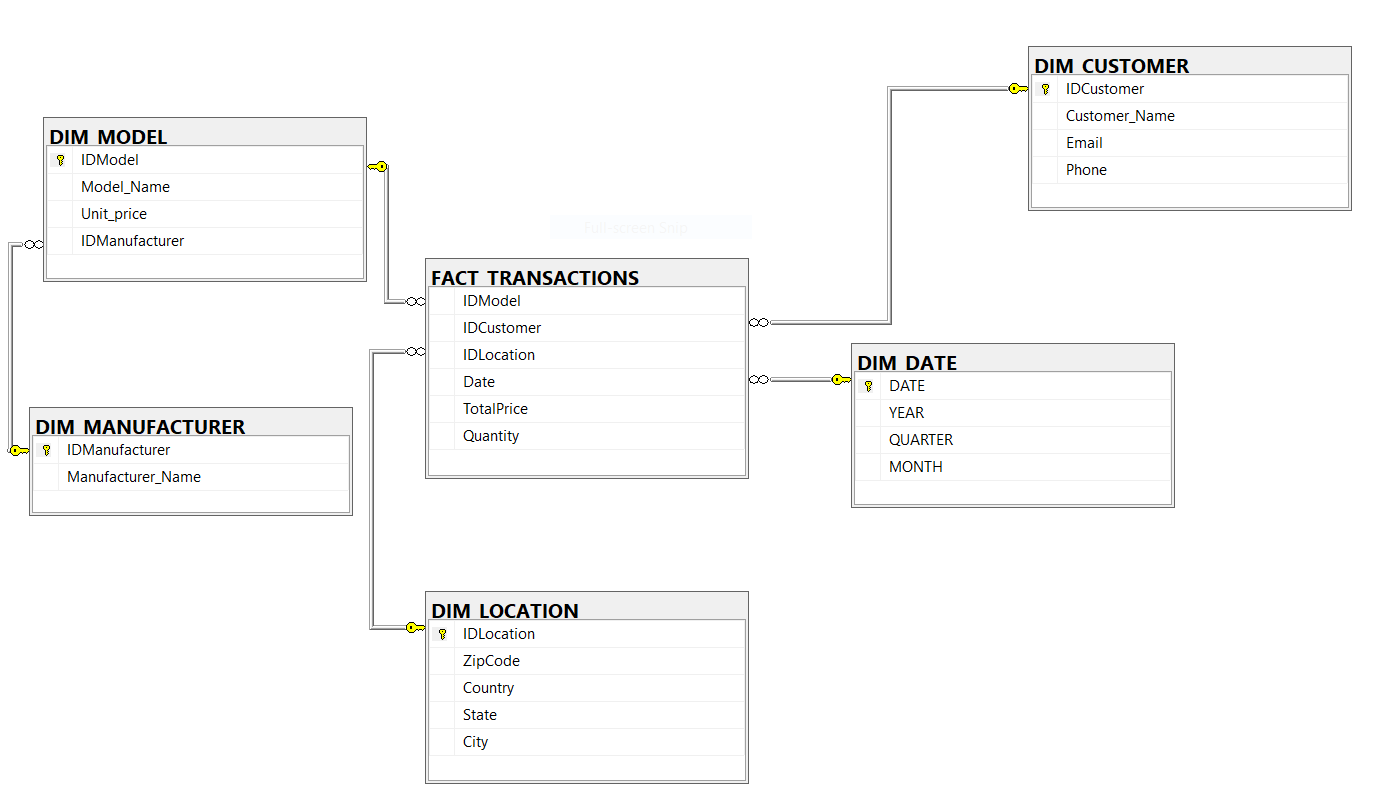 DIM_CUSTOMER
IDCustomer
Customer_Name
Email
Phone
DIM_MODEL
IDModel
Model_Name
Unit_price
IDManufacturer
Full-screen Snip
FACT_TRANSACTIONS
IDModel
IDCustomer
IDLocation
Date
TotalPrice
Quantity
DIM_DATE
DATE
YEAR
QUARTER
MONTH
DIM_MANUFACTURER
IDManufacturer
Manufacturer_Name
DIM_LOCATION
IDLocation
ZipCode
Country
State
City